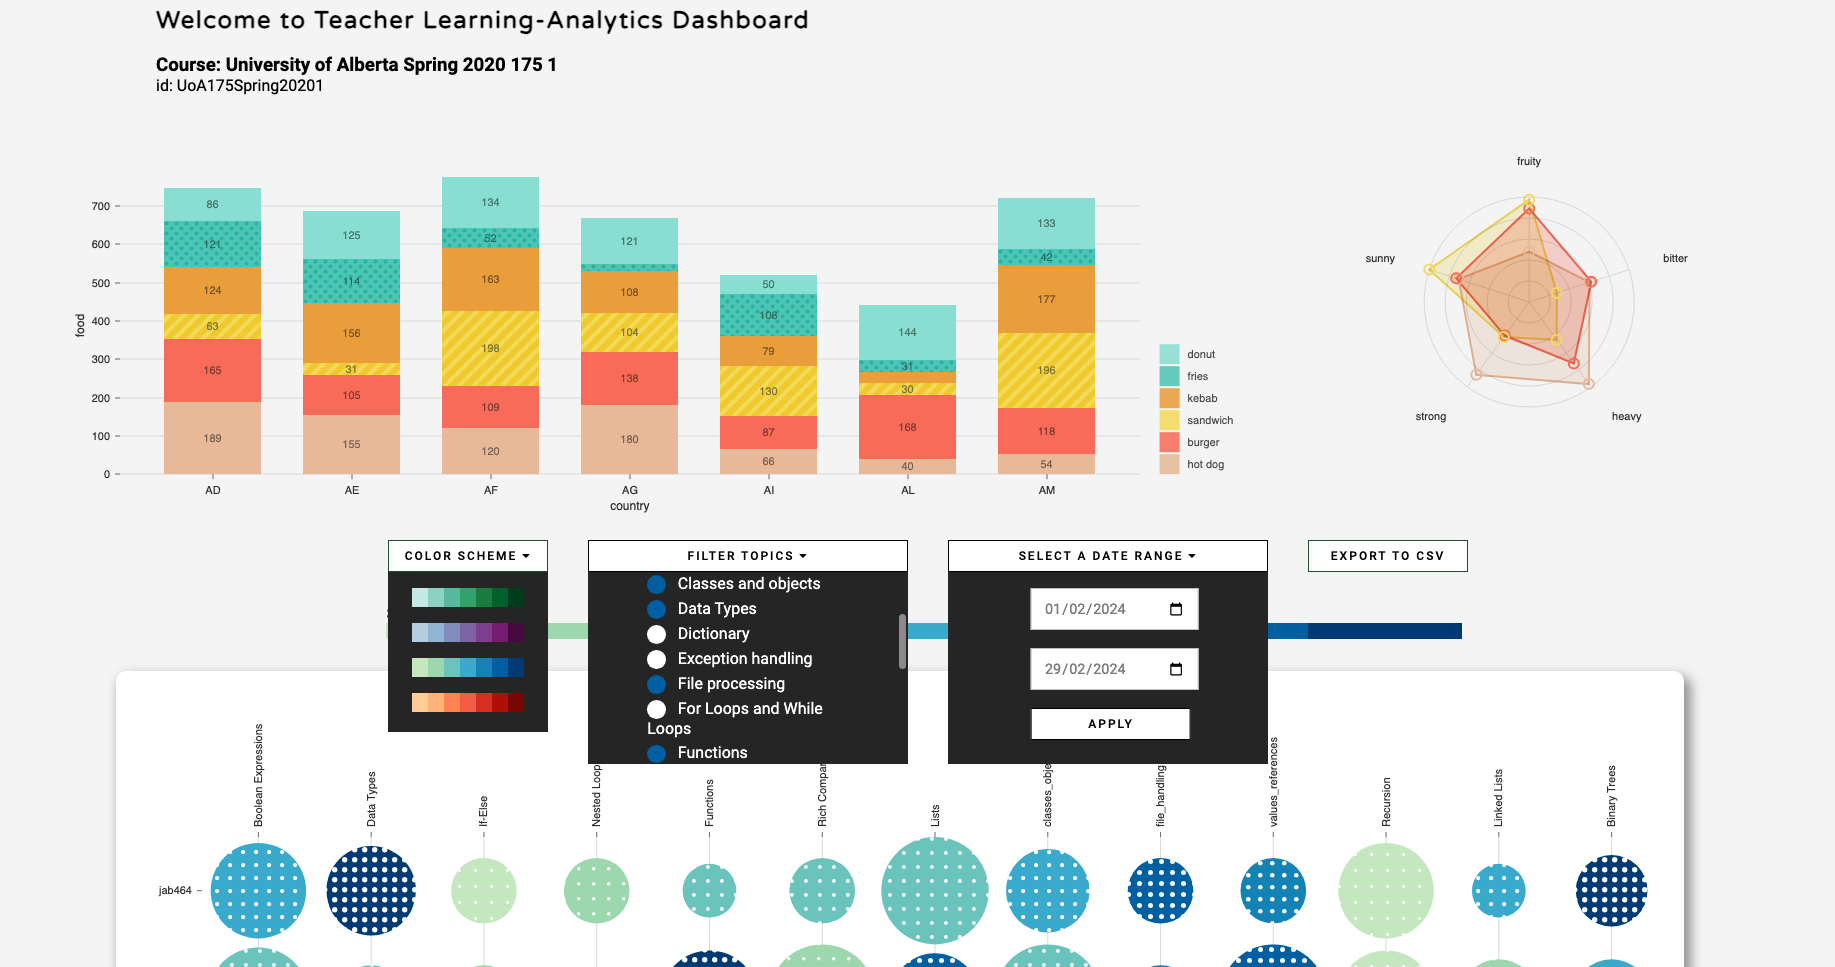 Welcome to Teacher Learning-Analytics Dashboard
Course: University of Alberta Spring 2020 175 1
id: UoA175Spring20201
food
700
600
500
400
300
200
100
0
86
121
124
63
165
189
125
114
156
31
105
155
134
52
163
198
109
120
121
108
104
138
180
50
108
79
130
87
66
144
31
30
168
40
133
42
177
196
118
54
AD
AE
AF
AG
AI
AL
AM
country
donut
fries
kebab
sandwich
burger
hot dog
fruity
bitter
heavy
strong
sunny
COLOR SCHEME
FILTER TOPICS
SELECT A DATE RANGE
EXPORT TO CSV
Classes and objects
Data Types
Dictionary
Exception handling
File processing
For Loops and While
Loops
Functions
01/02/2024
29/02/2024
APPLY
Boolean Expressions
Data Types
If-Else
Nested Loop
Functions
Rich Compar
Lists
classes_obje
file_handling
values_references
Recursion
Linked Lists
Binary Trees
jab464